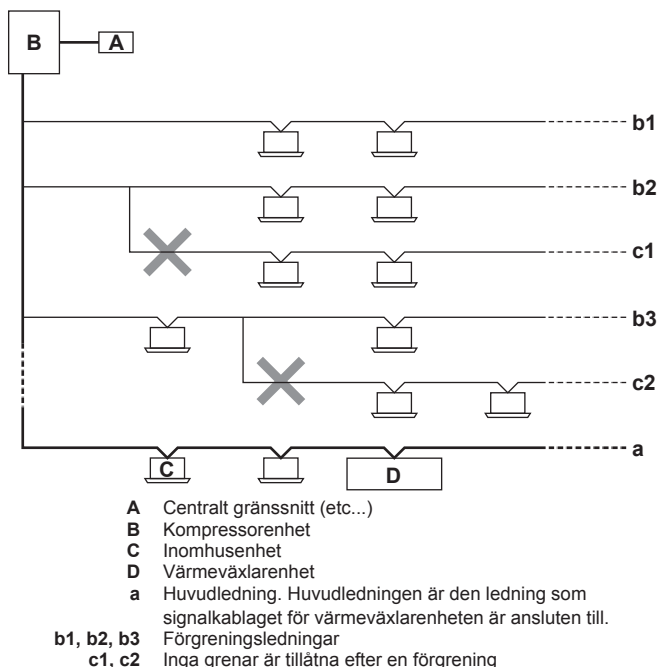 B
A
b1
b2
c1
b3
c2
a
C
D
A Centralt gränssnitt (etc...)
B Kompressorenhet
C Inomhusenhet
D Värmeväxlarenhet
a Huvudledning. Huvudledningen är den ledning som
signalkablaget för värmeväxlarenheten är ansluten till.
b1, b2, b3 Förgreningsledningar
c1, c2 Inga grenar är tillåtna efter en förgrening